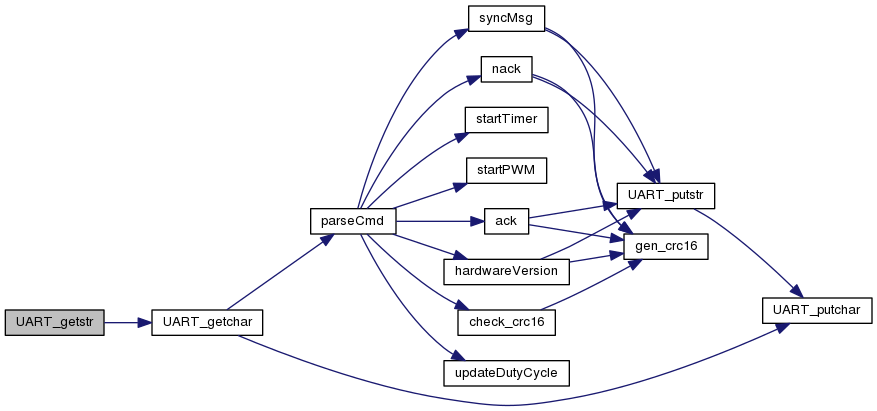 syncMsg
nack
startTimer
startPWM
UART_putstr
parseCmd
ack
gen_crc16
hardwareVersion
UART_putchar
UART_getstr
UART_getchar
check_crc16
updateDutyCycle